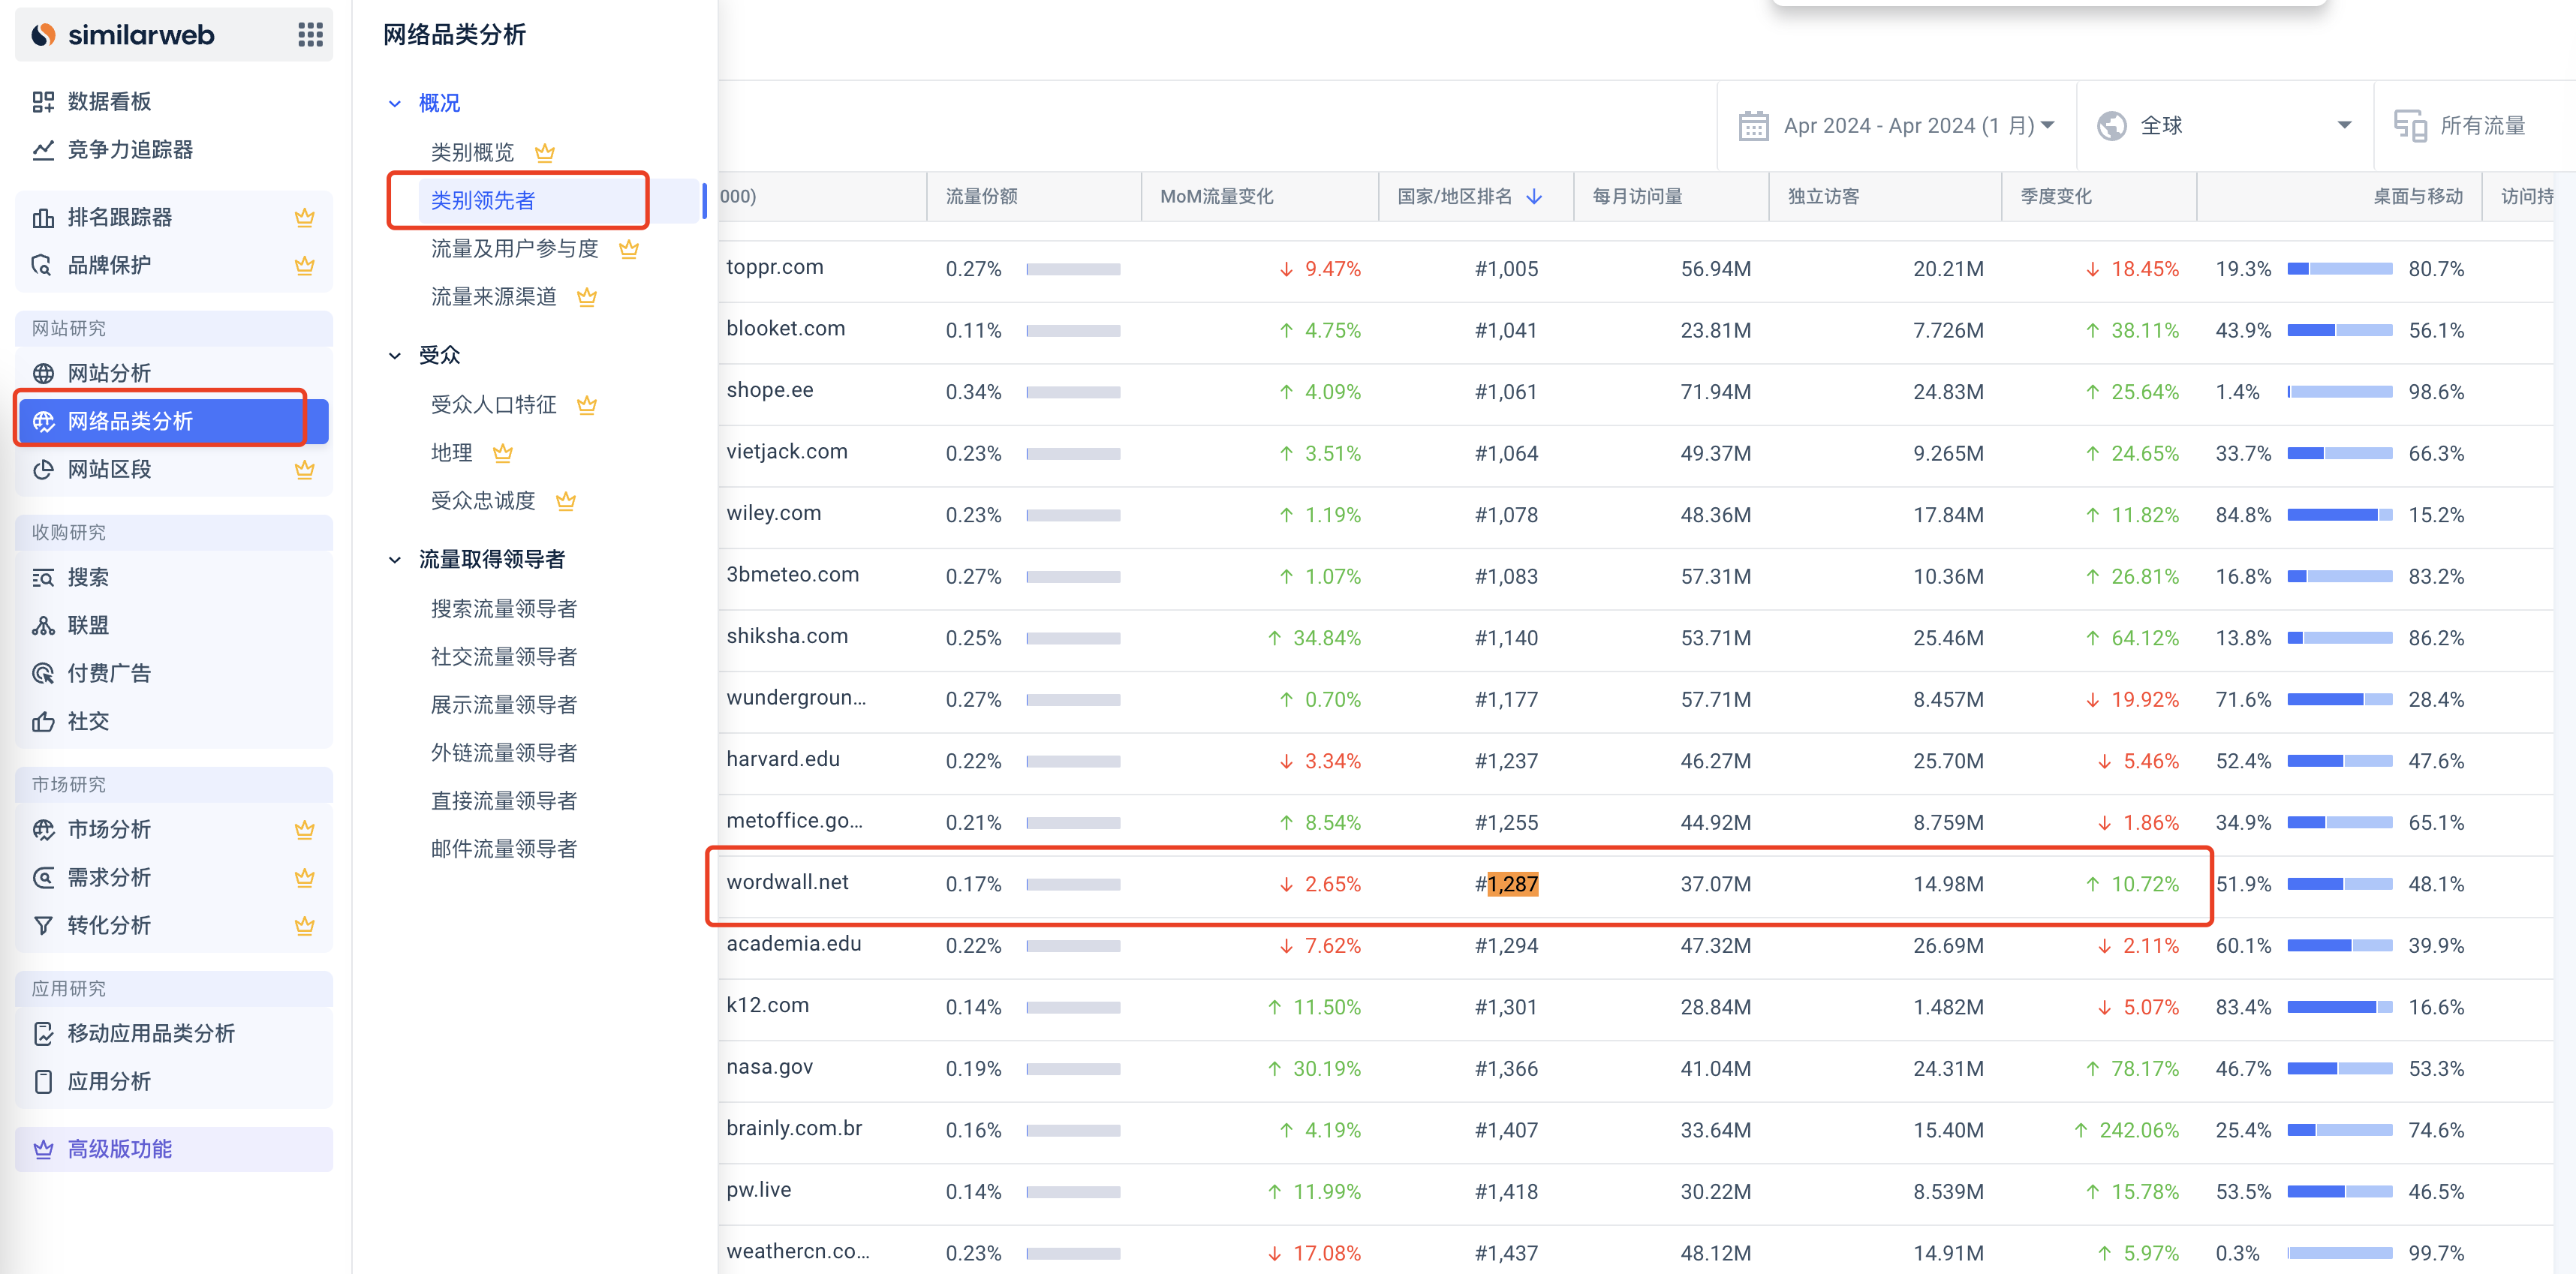 similarweb
数据看板
竞争力追踪器
排名跟踪器
品牌保护
网站研究
网站分析
网络品类分析
网站区段
收购研究
搜索
联盟
付费广告
社交
市场研究
市场分析
需求分析
转化分析
应用研究
移动应用品类分析
应用分析
高级版功能
网络品类分析
概况
类别概览
类别领先者
流量及用户参与度
流量来源渠道
受众
受众人口特征
地理
受众忠诚度
流量取得领导者
搜索流量领导者
社交流量领导者
展示流量领导者
外链流量领导者
直接流量领导者
邮件流量领导者
Apr 2024 - Apr 2024 (1 月) 全球 所有流量
000) 流量份额 MoM流量变化 国家/地区排名 每月访问量 独立访客 季度变化 桌面与移动 访问持
toppr.com 0.27% 9.47% #1,005 56.94M 20.21M 18.45% 19.3% 80.7%
blooket.com 0.11% 4.75% #1,041 23.81M 7.726M 38.11% 43.9% 56.1%
shope.ee 0.34% 4.09% #1,061 71.94M 24.83M 25.64% 1.4% 98.6%
vietjack.com 0.23% 3.51% #1,064 49.37M 9.265M 24.65% 33.7% 66.3%
wiley.com 0.23% 1.19% #1,078 48.36M 17.84M 11.82% 84.8% 15.2%
3bmeteo.com 0.27% 1.07% #1,083 57.31M 10.36M 26.81% 16.8% 83.2%
shiksha.com 0.25% 34.84% #1,140 53.71M 25.46M 64.12% 13.8% 86.2%
wundergroun... 0.27% 0.70% #1,177 57.71M 8.457M 19.92% 71.6% 28.4%
harvard.edu 0.22% 3.34% #1,237 46.27M 25.70M 5.46% 52.4% 47.6%
metoffice.go... 0.21% 8.54% #1,255 44.92M 8.759M 1.86% 34.9% 65.1%
wordwall.net 0.17% 2.65% #1,287 37.07M 14.98M 10.72% 51.9% 48.1%
academia.edu 0.22% 7.62% #1,294 47.32M 26.69M 2.11% 60.1% 39.9%
k12.com 0.14% 11.50% #1,301 28.84M 1.482M 5.07% 83.4% 16.6%
nasa.gov 0.19% 30.19% #1,366 41.04M 24.31M 78.17% 46.7% 53.3%
brainly.com.br 0.16% 4.19% #1,407 33.64M 15.40M 242.06% 25.4% 74.6%
pw.live 0.14% 11.99% #1,418 30.22M 8.539M 15.78% 53.5% 46.5%
weathercn.co... 0.23% 17.08% #1,437 48.12M 14.91M 5.97% 0.3% 99.7%